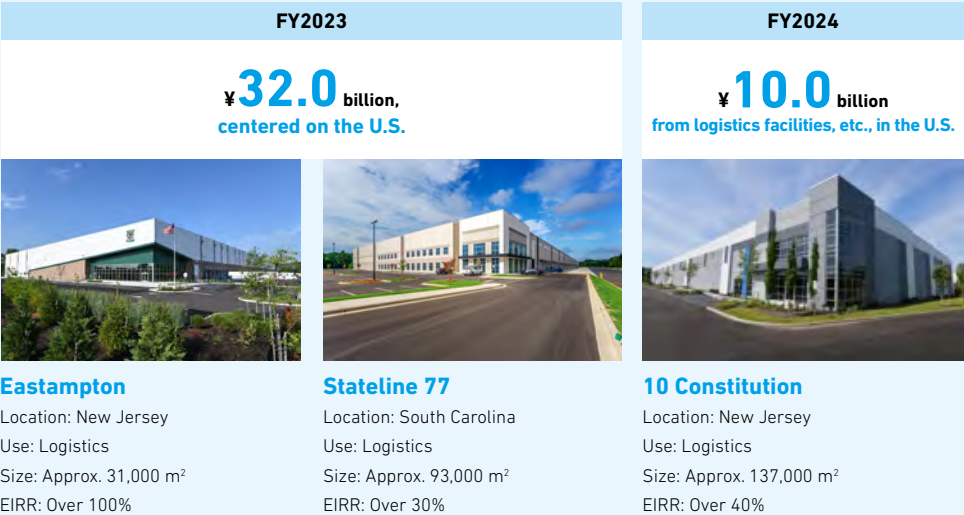 FY2023
¥32.0 billion,
centered on the U.S.
Eastampton
Location: New Jersey
Use: Logistics
Size: Approx. 31,000 m²
EIRR: Over 100%
Stateline 77
Location: South Carolina
Use: Logistics
Size: Approx. 93,000 m²
EIRR: Over 30%
FY2024
¥10.0 billion
from logistics facilities, etc., in the U.S.
10 Constitution
Location: New Jersey
Use: Logistics
Size: Approx. 137,000 m²
EIRR: Over 40%